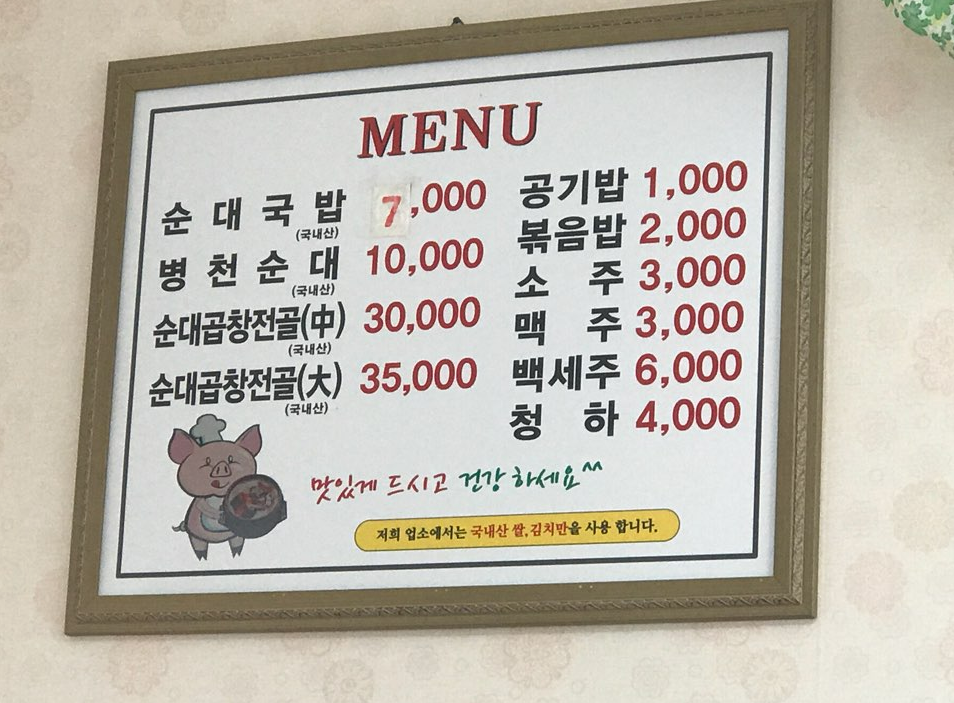 MENU
순대국밥 7,000
(국내산)
병천순대 10,000
(국내산)
순대곱창전골(中) 30,000
(국내산)
순대곱창전골(大) 35,000
(국내산)
공기밥 1,000
볶음밥 2,000
소주 3,000
맥주 3,000
백세주 6,000
청하 4,000
맛있게 드시고 건강하세요^^
저희 업소에서는 국내산 쌀,김치만을 사용 합니다.